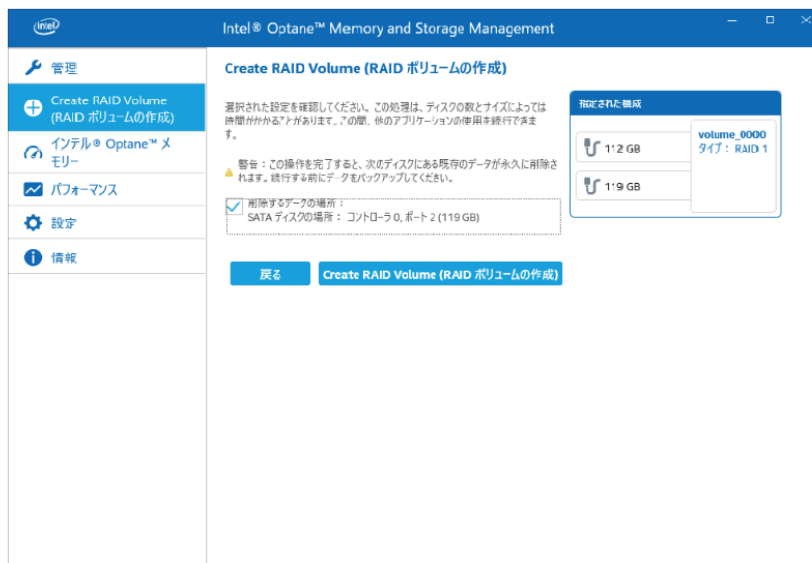 intel
Intel® Optane™ Memory and Storage Management
管理
Create RAID Volume
(RAID ボリュームの作成)
インテル® Optane™ メ
モリー
パフォーマンス
設定
情報
Create RAID Volume (RAID ボリュームの作成)
選択された設定を確認してください。この処理は、ディスクの数とサイズによっては
時間がかかることがあります。この間、他のアプリケーションの使用を続行できま
す。
警告：この操作を完了すると、次のディスクにある既存のデータが永久に削除さ
れます。続行する前にデータをバックアップしてください。
削除するデータの場所：
SATA ディスクの場所： コントローラ 0, ポート 2 (119 GB)
戻る
Create RAID Volume (RAID ボリュームの作成)
指定された構成
112 GB
119 GB
volume_0000
タイプ： RAID 1